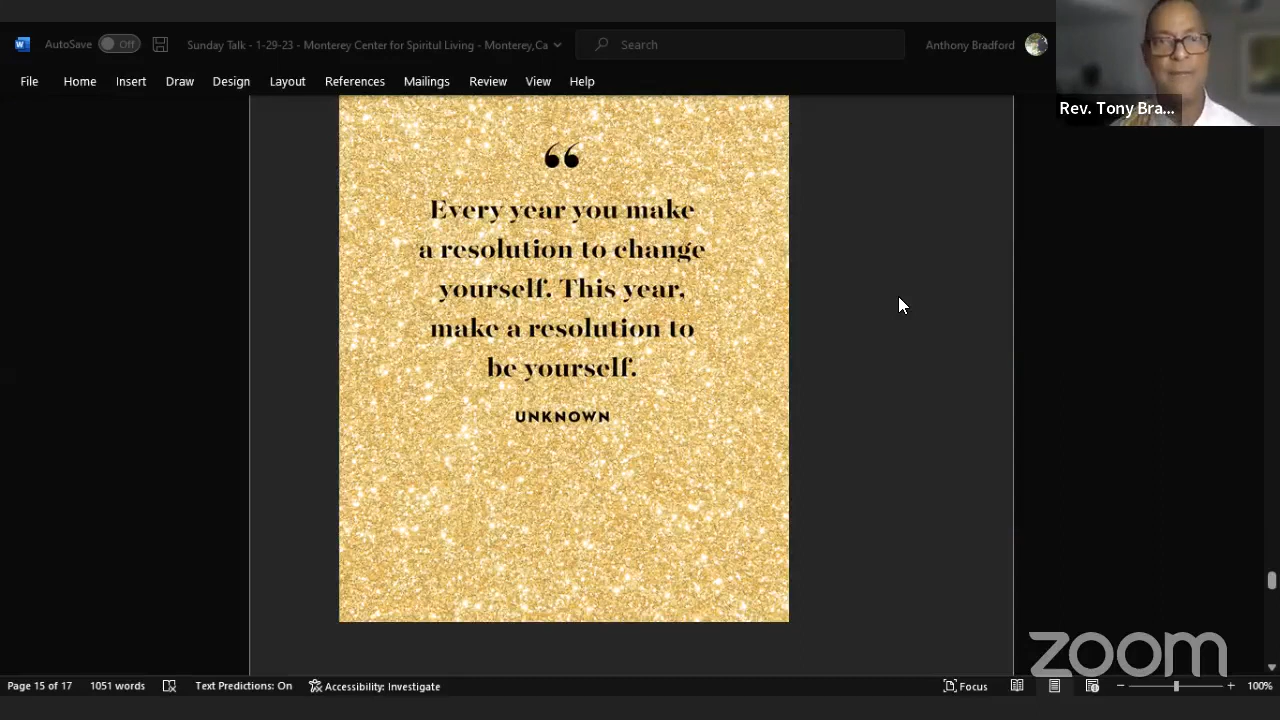 AutoSave Off Sunday Talk - 1-29-23 - Monterey Center for Spiritul Living - Monterey,Ca Search Anthony Bradford
File Home Insert Draw Design Layout References Mailings Review View Help
Rev. Tony Bra...
“
Every year you make
a resolution to change
yourself. This year,
make a resolution to
be yourself.
UNKNOWN
zoom
Page 15 of 17 1051 words Text Predictions: On Accessibility: Investigate Focus 100%